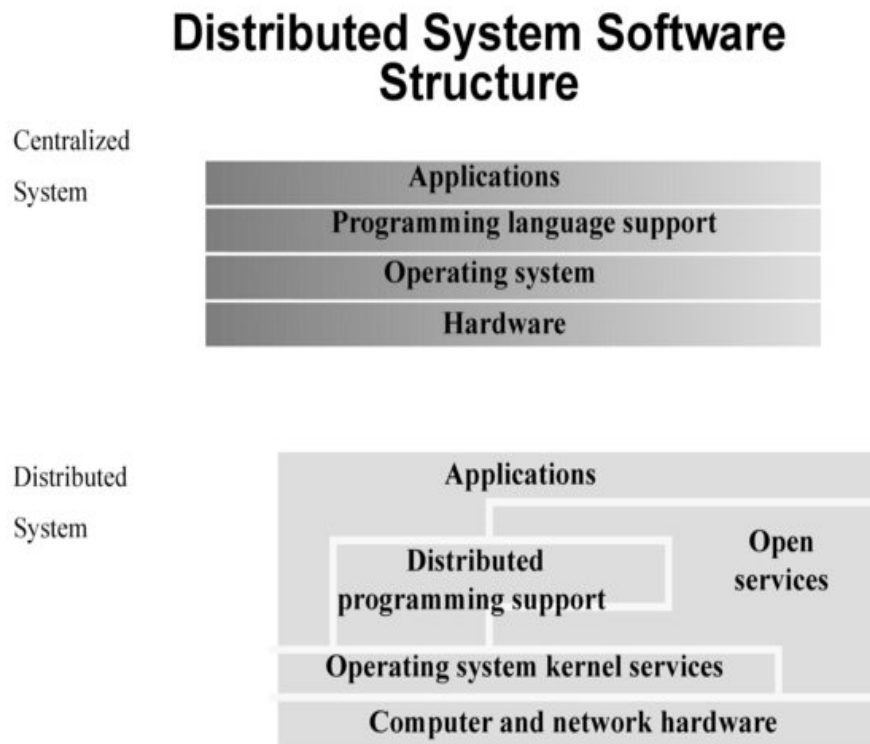 Distributed System Software
Structure
Centralized
System
Applications
Programming language support
Operating system
Hardware
Distributed
System
Applications
Distributed
programming support
Open
services
Operating system kernel services
Computer and network hardware